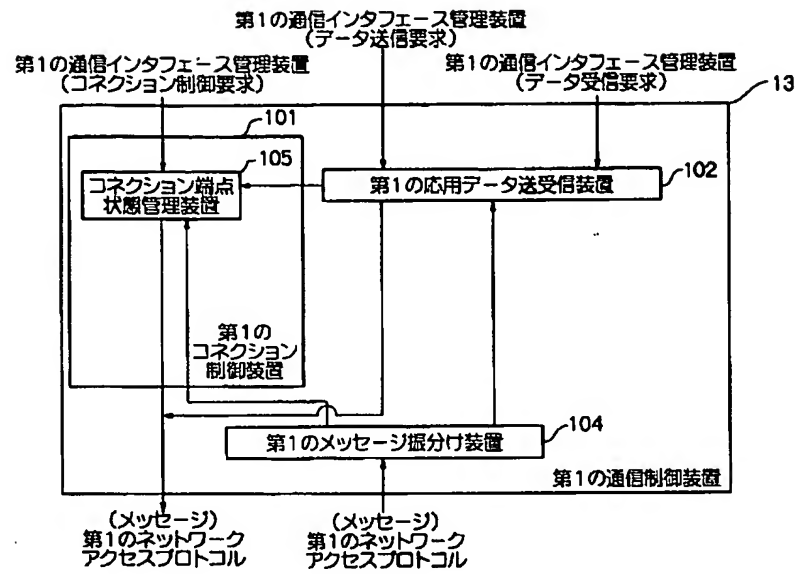 第1の通信インタフェース管理装置
(データ送信要求)
第1の通信インタフェース管理装置
(コネクション制御要求)
第1の通信インタフェース管理装置
(データ受信要求)
13
101
105
コネクション端点
状態管理装置
第1の応用データ送受信装置
102
第1の
コネクション
制御装置
第1のメッセージ振分け装置
104
第1の通信制御装置
(メッセージ)
第1のネットワーク
アクセスプロトコル
(メッセージ)
第1のネットワーク
アクセスプロトコル